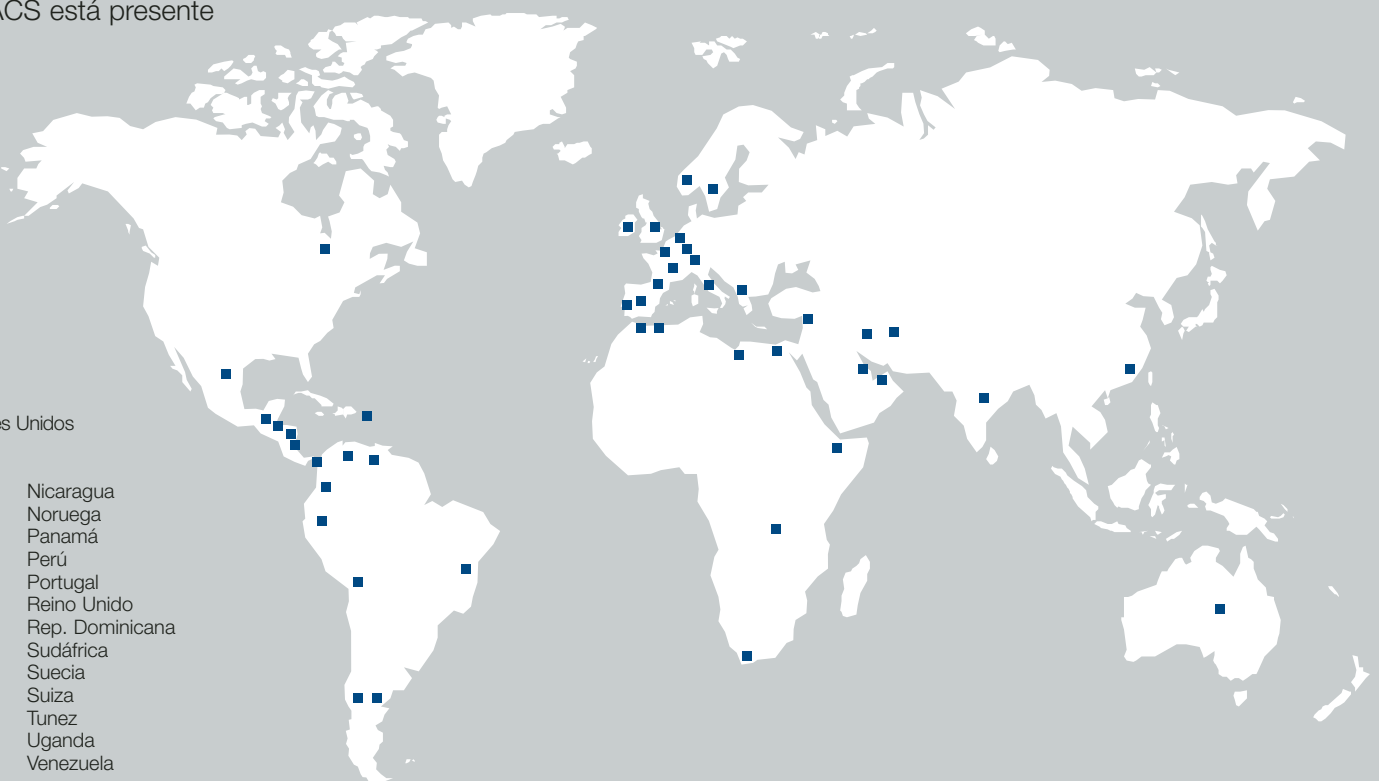 ACS está presente
es Unidos
Nicaragua
Noruega
Panamá
Perú
Portugal
Reino Unido
Rep. Dominicana
Sudáfrica
Suecia
Suiza
Tunez
Uganda
Venezuela